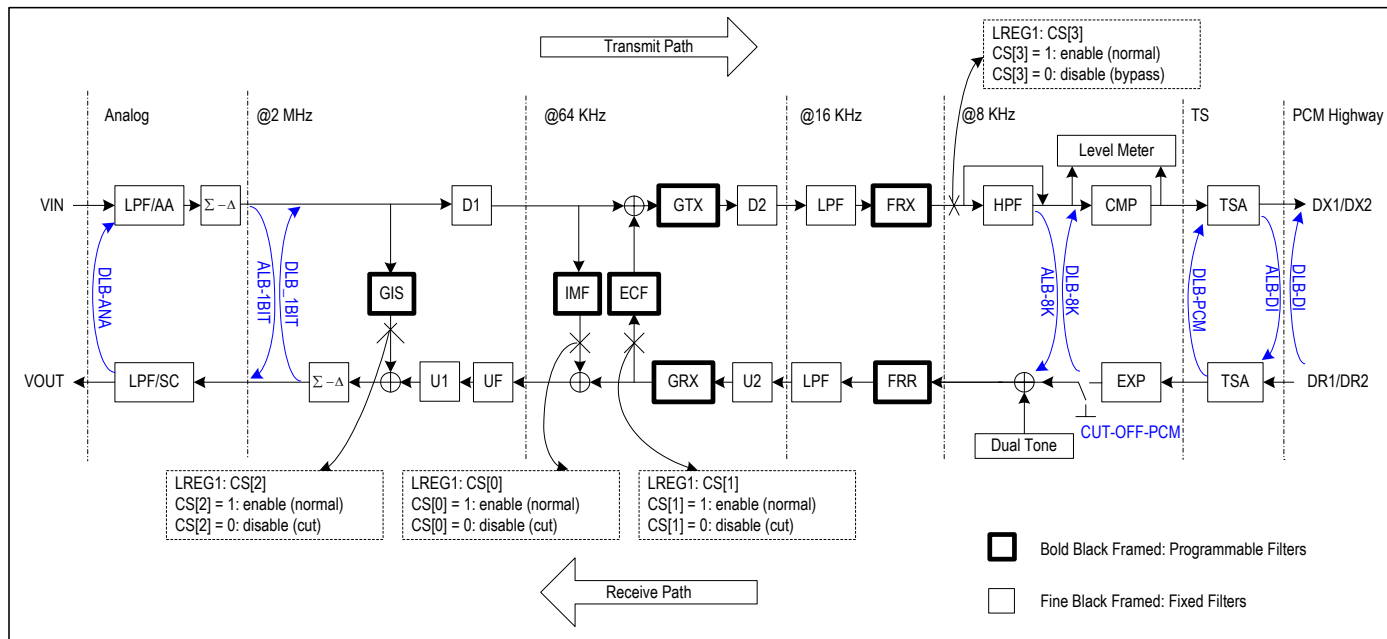 LREG1: CS[3]
CS[3] = 1: enable (normal)
CS[3] = 0: disable (bypass)
Transmit Path
Analog
@2 MHz
@64 KHz
@16 KHz
@8 KHz
TS
PCM Highway
Level Meter
VIN
LPF/AA
Σ−Δ
D1
GTX
D2
LPF
FRX
HPF
CMP
TSA
DX1/DX2
DLB-ANA
ALB-1BIT
DLB_1BIT
GIS
IMF
ECF
ALB-8K
DLB-8K
DLB-PCM
ALB-DI
DLB-DI
VOUT
LPF/SC
Σ−Δ
U1
UF
GRX
U2
LPF
FRR
EXP
TSA
DR1/DR2
CUT-OFF-PCM
Dual Tone
LREG1: CS[2]
CS[2] = 1: enable (normal)
CS[2] = 0: disable (cut)
LREG1: CS[0]
CS[0] = 1: enable (normal)
CS[0] = 0: disable (cut)
LREG1: CS[1]
CS[1] = 1: enable (normal)
CS[1] = 0: disable (cut)
Bold Black Framed: Programmable Filters
Receive Path
Fine Black Framed: Fixed Filters